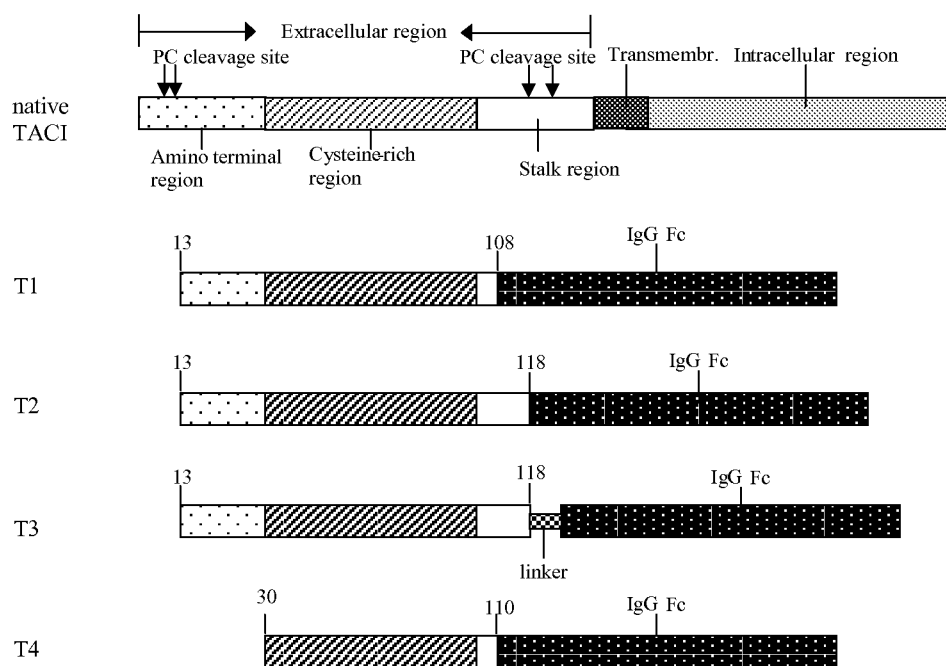 Extracellular region
PC cleavage site
PC cleavage site
Transmembr.
Intracellular region
native
TACI
Amino terminal
region
Cysteine-rich
region
Stalk region
13
108
IgG Fc
T1
13
118
IgG Fc
T2
13
118
IgG Fc
T3
linker
30
110
IgG Fc
T4